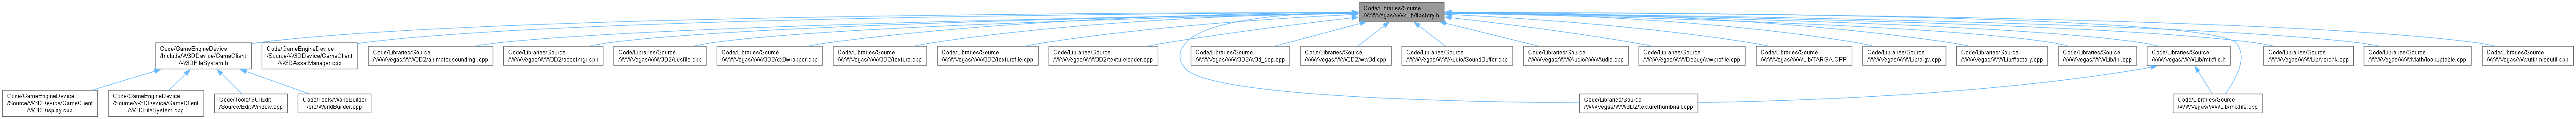 Code/Libraries/Source
/WWVegas/WWLib/ffactory.h
Code/GameEngineDevice
/Include/W3DDevice/GameClient
/W3DFileSystem.h
Code/GameEngineDevice
/Source/W3DDevice/GameClient
/W3DAssetManager.cpp
Code/Libraries/Source
/WWVegas/WW3D2/animatedsoundmgr.cpp
Code/Libraries/Source
/WWVegas/WW3D2/assetmgr.cpp
Code/Libraries/Source
/WWVegas/WW3D2/ddsfile.cpp
Code/Libraries/Source
/WWVegas/WW3D2/dx8wrapper.cpp
Code/Libraries/Source
/WWVegas/WW3D2/texture.cpp
Code/Libraries/Source
/WWVegas/WW3D2/texturefile.cpp
Code/Libraries/Source
/WWVegas/WW3D2/textureloader.cpp
Code/Libraries/Source
/WWVegas/WW3D2/w3d_dep.cpp
Code/Libraries/Source
/WWVegas/WW3D2/ww3d.cpp
Code/Libraries/Source
/WWVegas/WWAudio/SoundBuffer.cpp
Code/Libraries/Source
/WWVegas/WWAudio/WWAudio.cpp
Code/Libraries/Source
/WWVegas/WWDebug/wwprofile.cpp
Code/Libraries/Source
/WWVegas/WWLib/TARGA.CPP
Code/Libraries/Source
/WWVegas/WWLib/argv.cpp
Code/Libraries/Source
/WWVegas/WWLib/ffactory.cpp
Code/Libraries/Source
/WWVegas/WWLib/ini.cpp
Code/Libraries/Source
/WWVegas/WWLib/mixfile.h
Code/Libraries/Source
/WWVegas/WWLib/verchk.cpp
Code/Libraries/Source
/WWVegas/WWMath/lookuptable.cpp
Code/Libraries/Source
/WWVegas/Wwutil/miscutil.cpp
Code/GameEngineDevice
/Source/W3DDevice/GameClient
/W3DDisplay.cpp
Code/GameEngineDevice
/Source/W3DDevice/GameClient
/W3DFileSystem.cpp
Code/Tools/GUIEdit
/Source/EditWindow.cpp
Code/Tools/WorldBuilder
/src/WorldBuilder.cpp
Code/Libraries/Source
/WWVegas/WW3D2/texturethumbnail.cpp
Code/Libraries/Source
/WWVegas/WWLib/mixfile.cpp